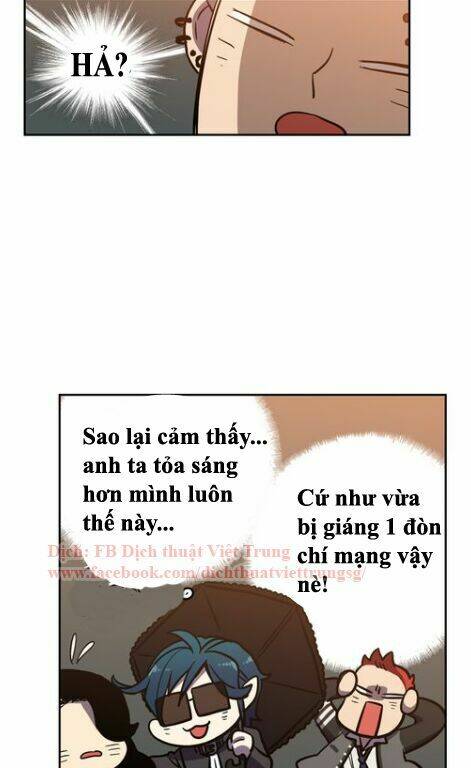 HẢ?
Sao lại cảm thấy...
anh ta tỏa sáng
hơn mình luôn
thế này...
Cứ như vừa
bị giáng 1 đòn
chí mạng vậy
nè!
Dịch: FB Dịch thuật Việt Trung
www.facebook.com/dichthuatviettrungsg/